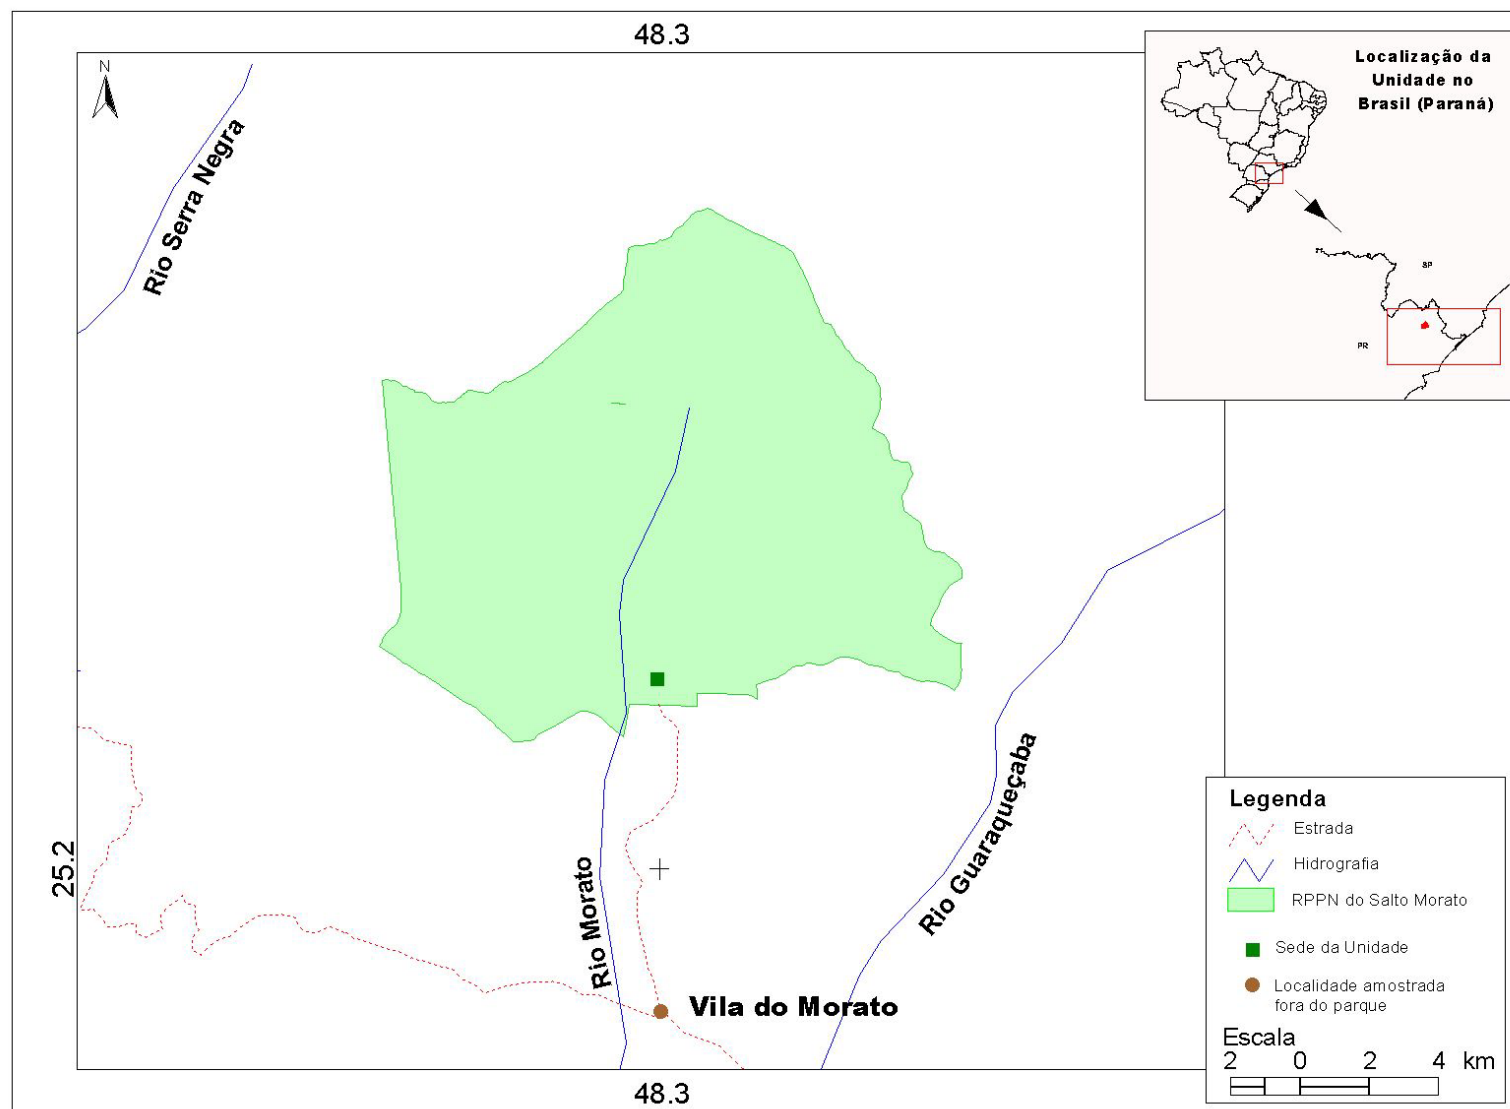 48.3
N
Localização da
Unidade no
Brasil (Paraná)
Rio Serra Negra
SP
PR
Rio Guaraqueçaba
25.2
Rio Morato
Vila do Morato
Legenda
Estrada
Hidrografia
RPPN do Salto Morato
Sede da Unidade
Localidade amostrada
fora do parque
Escala
2 0 2 4 km
48.3